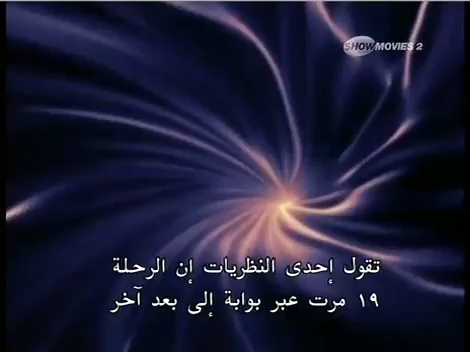 SHOWMOVIES 2
تقول إحدى النظريات إن الرحلة
١٩ مرت عبر بوابة إلى بعد آخر